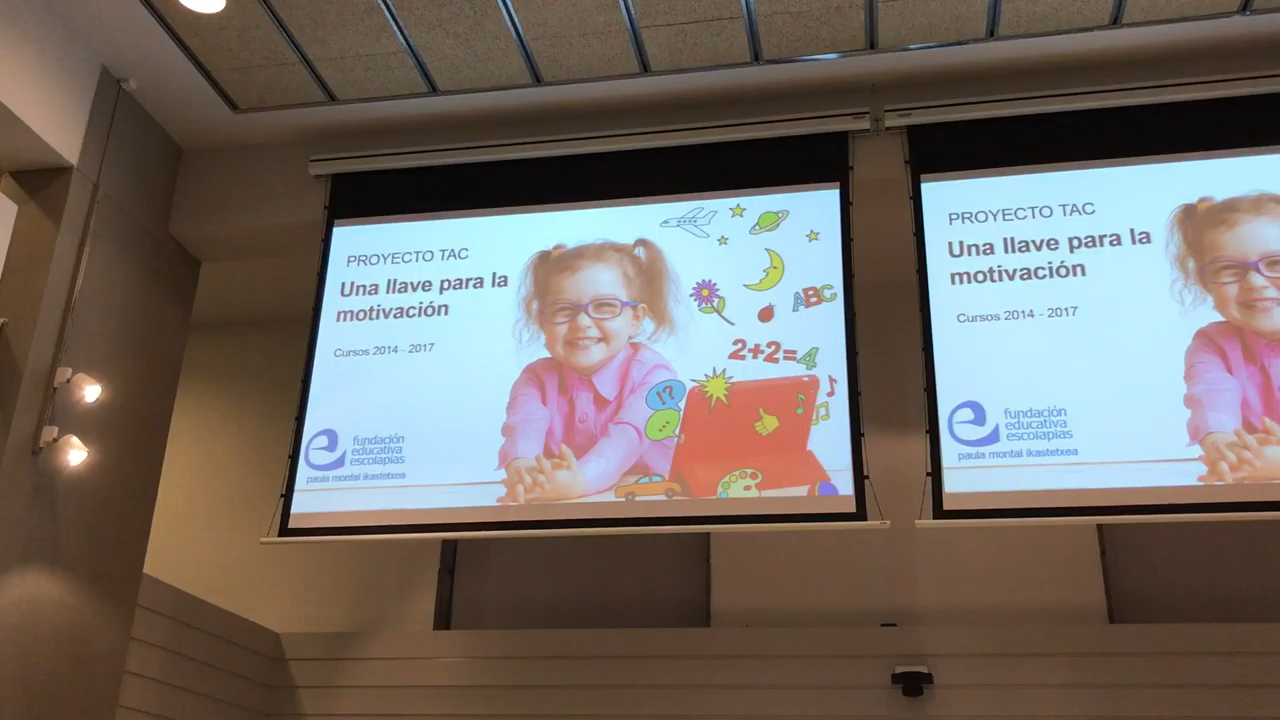 PROYECTO TAC
Una llave para la
motivación
Cursos 2014 - 2017
ABC
2+2=4
!?
fundación
educativa
escolapias
paula montal ikastetxea
PROYECTO TAC
Una llave para la
motivación
Cursos 2014 - 2017
fundación
educativa
escolapias
paula montal ikastetxea